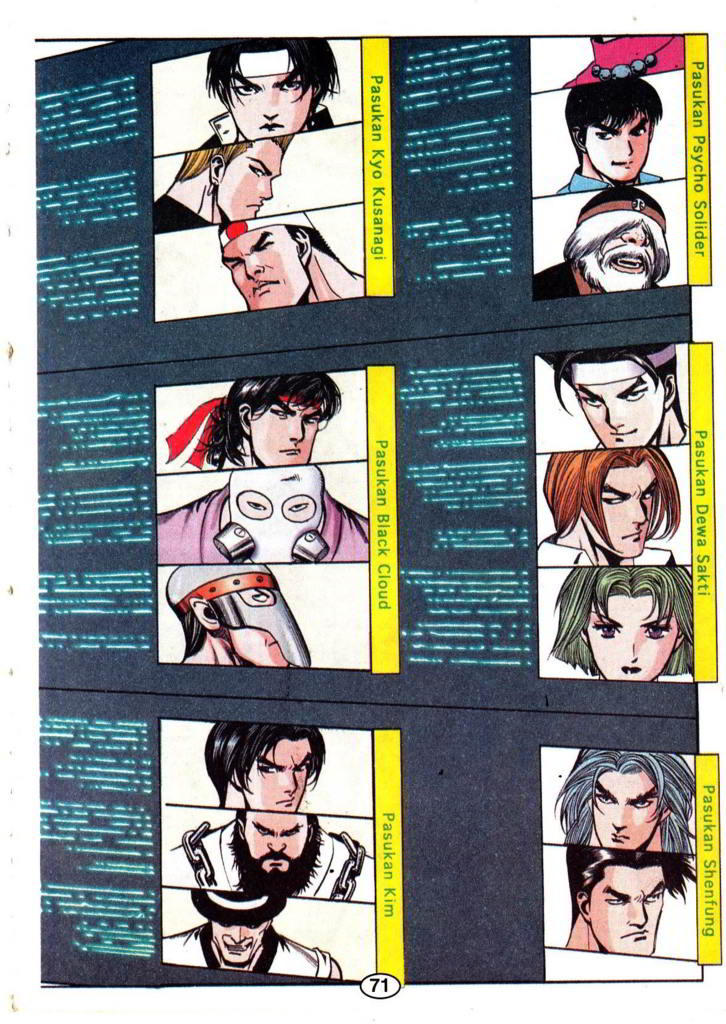 Pasukan Kyo Kusanagi
Pasukan Psycho Solider
Pasukan Black Cloud
Pasukan Dewa Sakti
Pasukan Kim
Pasukan Shenfung
71